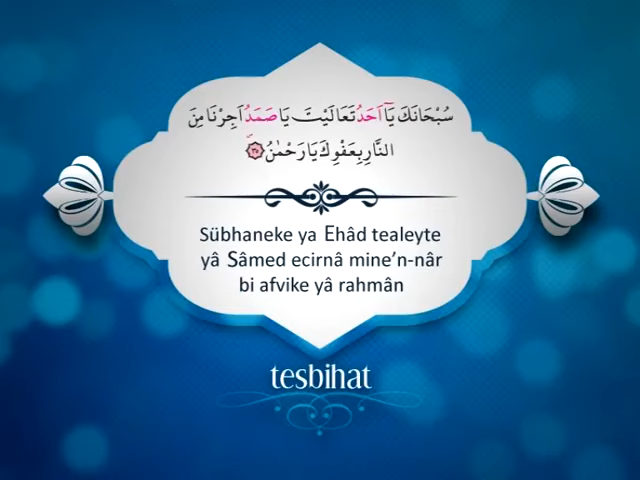 سُبْحَانَكَ يَٓا اَحَدُ تَعَالَيْتَ يَا صَمَدُ اَجِرْنَا مِنَ
النَّارِ بِعَفْوِكَ يَا رَحْمٰنُ
Sübhaneke ya Ehâd tealeyte
yâ Sâmed ecirnâ mine’n-nâr
bi afvike yâ rahmân
tesbihat